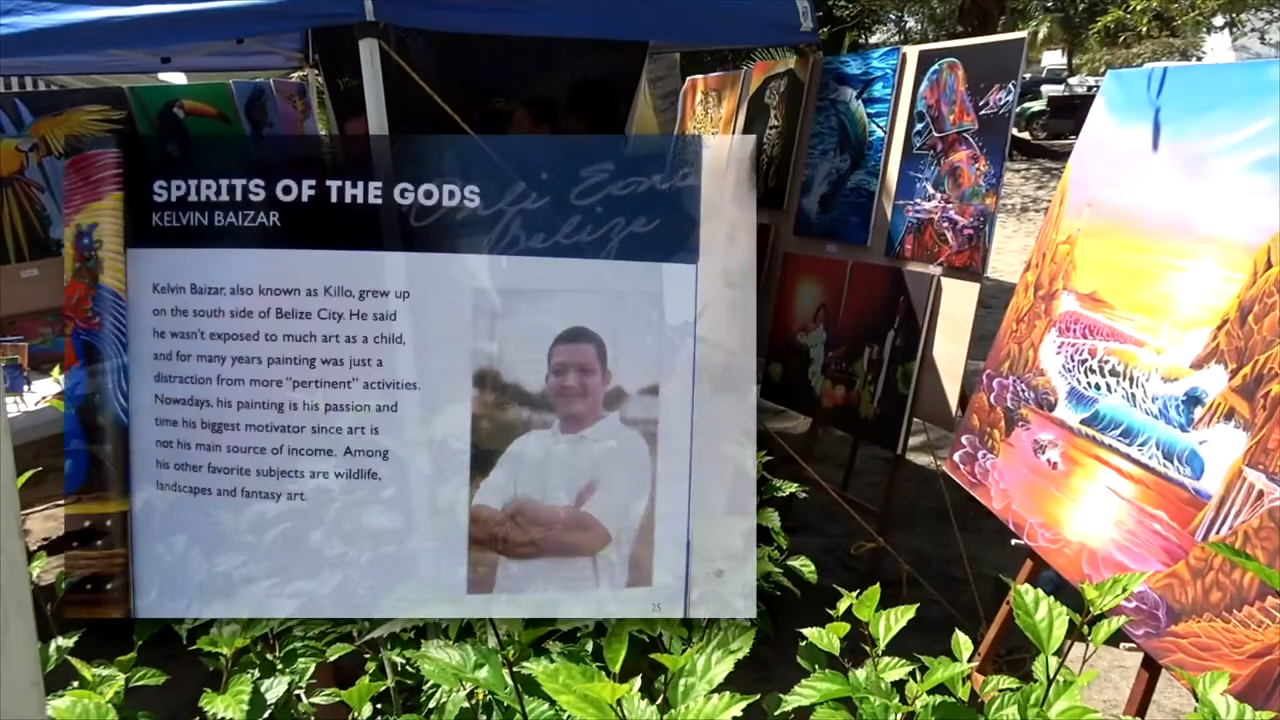 SPIRITS OF THE GODS
KELVIN BAIZAR
Belize
Kelvin Baizar, also known as Killo, grew up
on the south side of Belize City. He said
he wasn't exposed to much art as a child,
and for many years painting was just a
distraction from more "pertinent" activities.
Nowadays, his painting is his passion and
time his biggest motivator since art is
not his main source of income. Among
his other favorite subjects are wildlife,
landscapes and fantasy art.
25